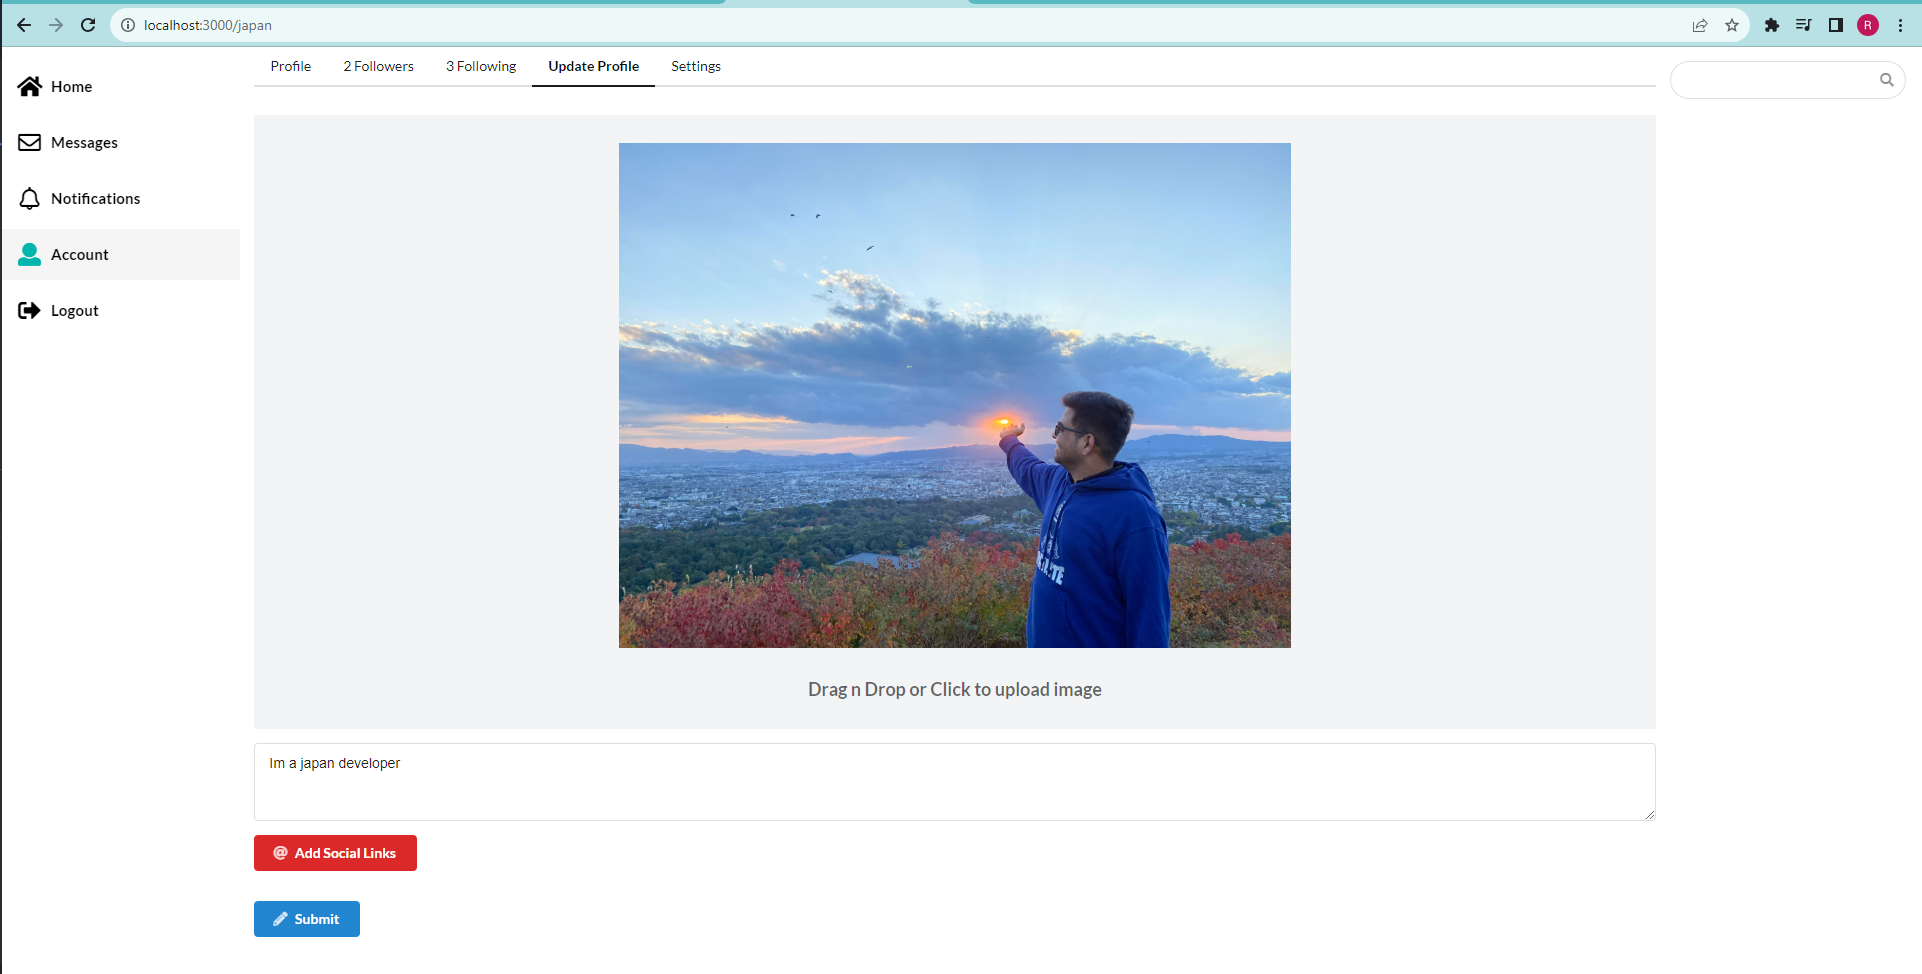 localhost:3000/japan
R
Home
Messages
Notifications
Account
Logout
Profile
2 Followers
3 Following
Update Profile
Settings
Drag n Drop or Click to upload image
Im a japan developer
@ Add Social Links
Submit